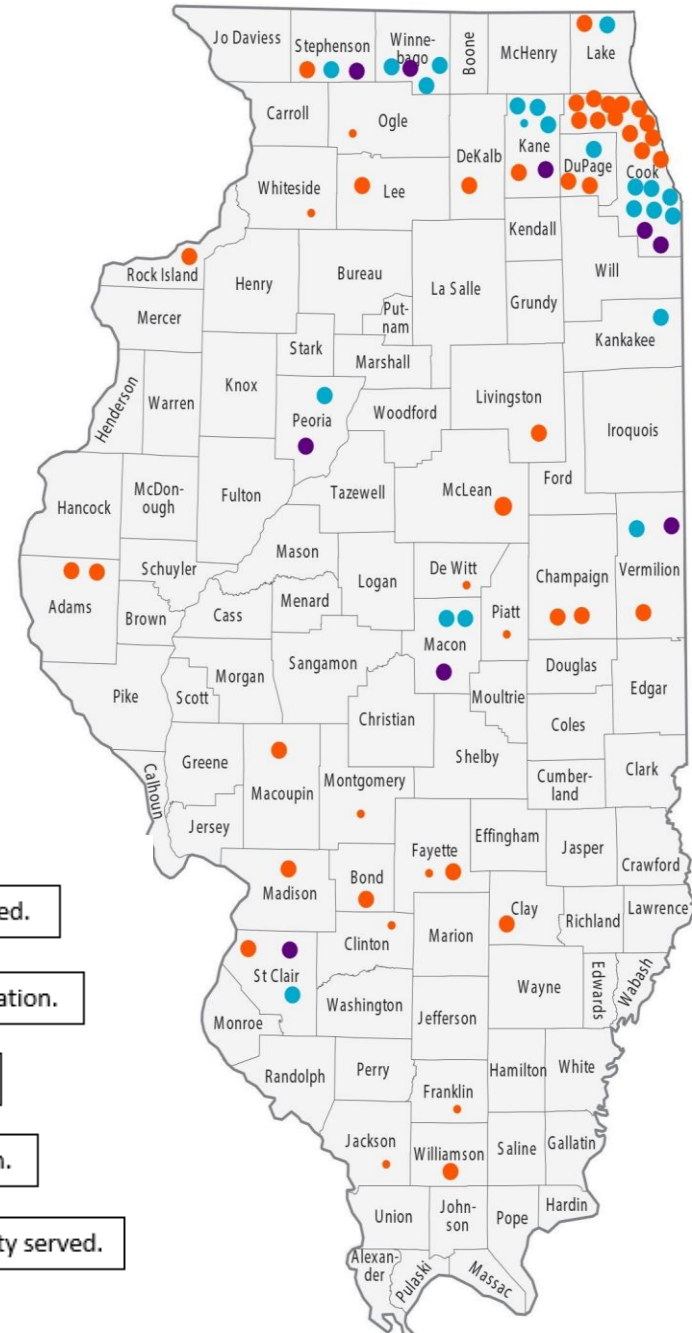 Jo Daviess
Stephenson
Winne-
bago
Boone
McHenry
Lake
Carroll
Ogle
DeKalb
Kane
DuPage
Cook
Whiteside
Lee
Kendall
Will
Rock Island
Henry
Bureau
La Salle
Grundy
Mercer
Put-
nam
Kankakee
Stark
Marshall
Henderson
Warren
Knox
Peoria
Woodford
Livingston
Iroquois
Hancock
McDon-
ough
Fulton
Tazewell
McLean
Ford
Mason
Schuyler
Adams
Brown
Cass
Menard
Logan
De Witt
Piatt
Champaign
Vermilion
Macon
Pike
Scott
Morgan
Sangamon
Christian
Moultrie
Douglas
Edgar
Coles
Shelby
Greene
Calhoun
Macoupin
Montgomery
Cumber-
land
Clark
Jersey
Fayette
Effingham
Jasper
Crawford
Madison
Bond
Clay
Richland
Lawrence
ed.
Clinton
Marion
St Clair
Wayne
Edwards
Wabash
ation.
Washington
Jefferson
Monroe
Randolph
Perry
Hamilton
White
Franklin
n.
Jackson
Williamson
Saline
Gallatin
ty served.
Union
John-
son
Pope
Hardin
Alexan-
der
Pulaski
Massac